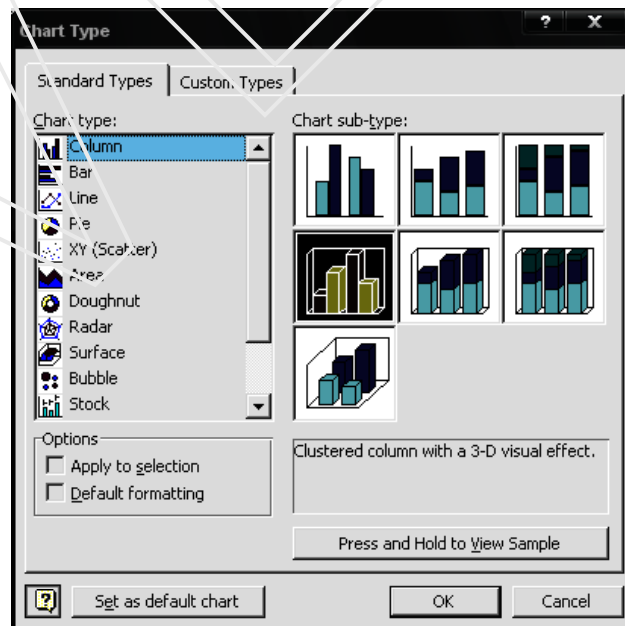 Chart Type
? X
Standard Types Custom Types
Chart type:
Column
Bar
Line
Pie
XY (Scatter)
Area
Doughnut
Radar
Surface
Bubble
Stock
Chart sub-type:
Clustered column with a 3-D visual effect.
Options
Apply to selection
Default formatting
Press and Hold to View Sample
? Set as default chart OK Cancel